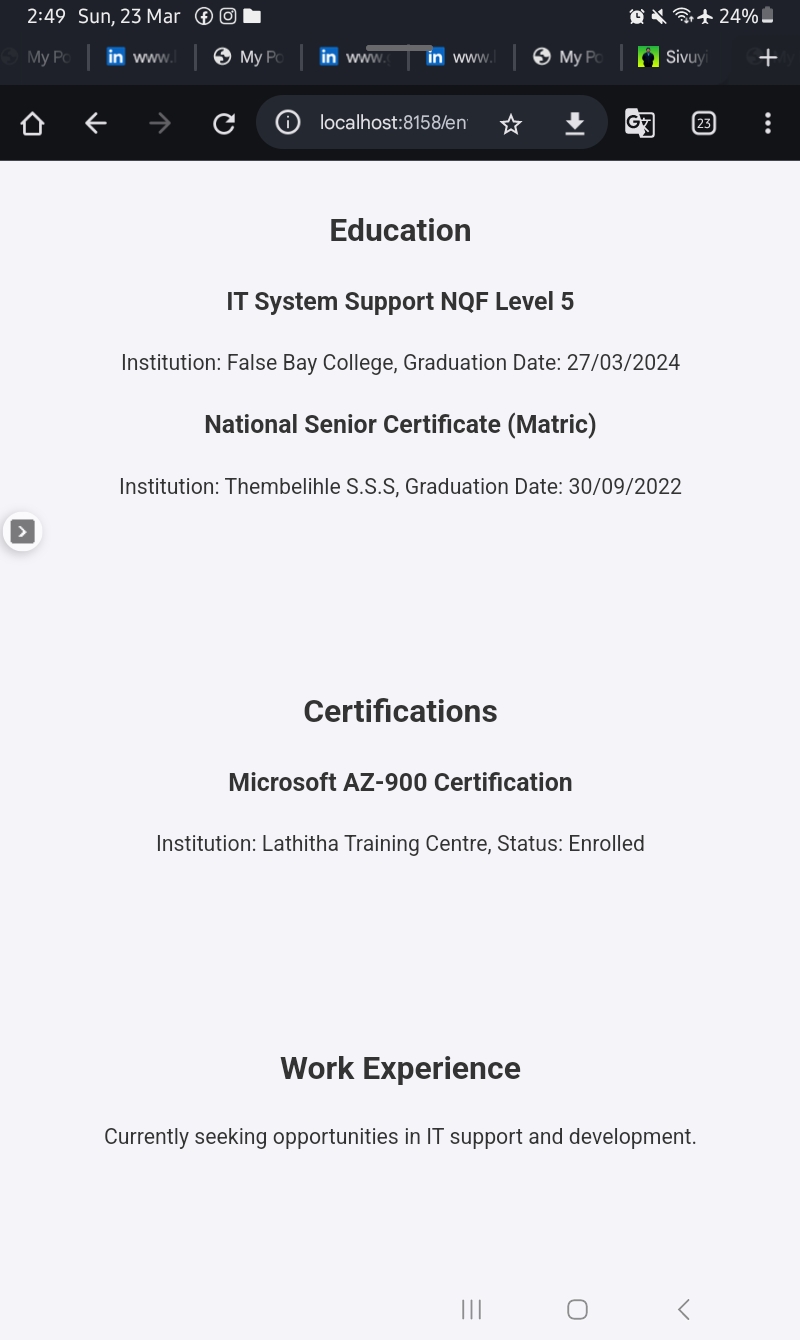 2:49 Sun, 23 Mar 24%
My Po www.l My Po www. www.l My Po Sivuyi
localhost:8158/en 23
Education
IT System Support NQF Level 5
Institution: False Bay College, Graduation Date: 27/03/2024
National Senior Certificate (Matric)
Institution: Thembelihle S.S.S, Graduation Date: 30/09/2022
Certifications
Microsoft AZ-900 Certification
Institution: Lathitha Training Centre, Status: Enrolled
Work Experience
Currently seeking opportunities in IT support and development.